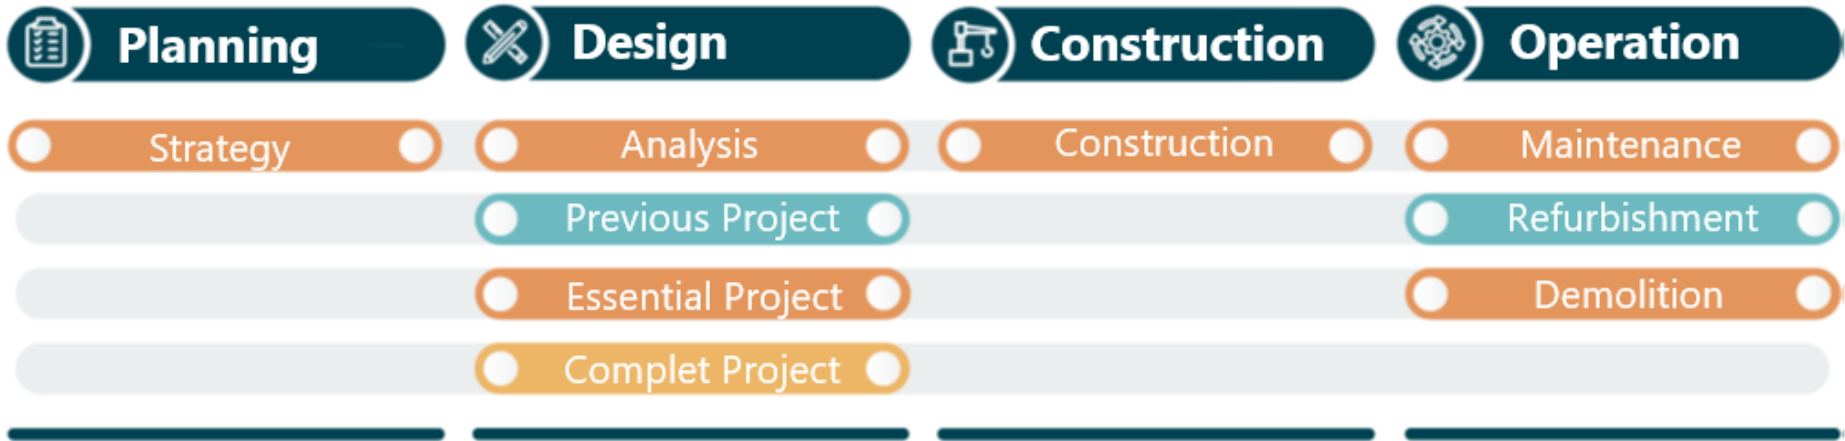 Planning Design Construction Operation
Strategy Analysis Construction Maintenance
Previous Project Refurbishment
Essential Project Demolition
Complet Project